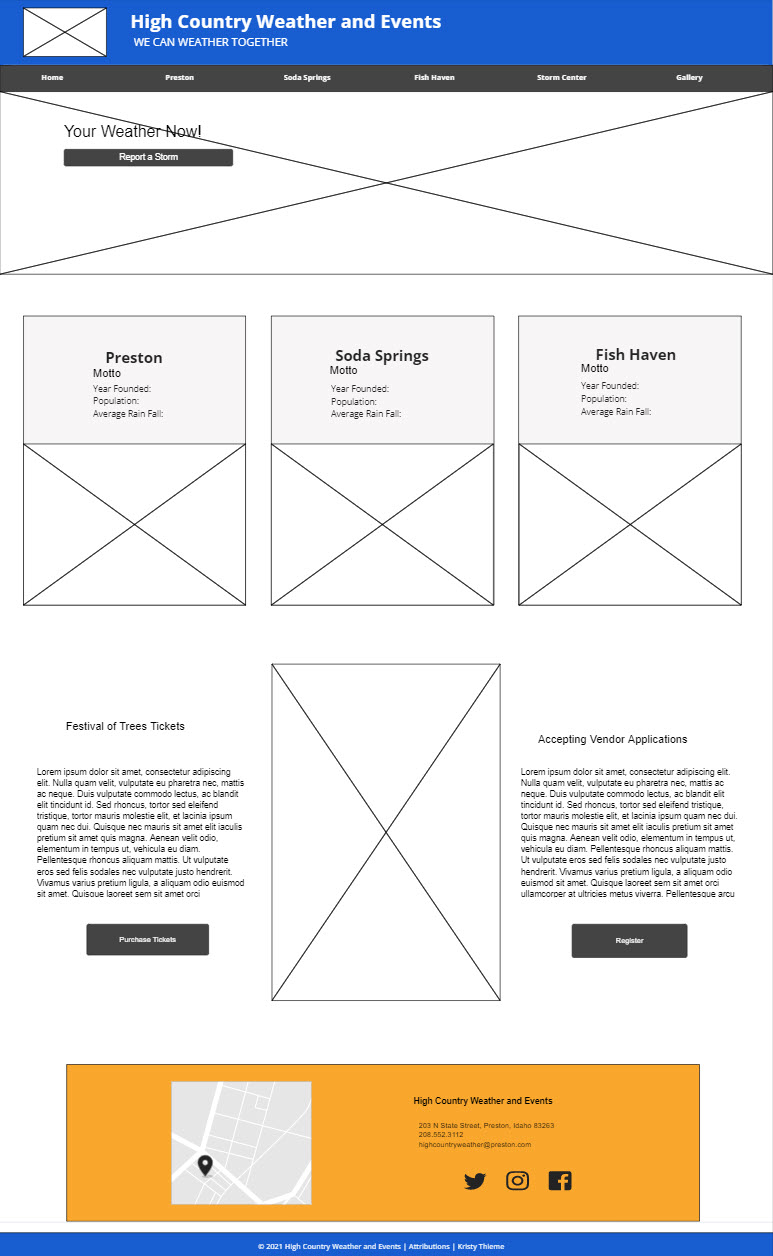 High Country Weather and Events
WE CAN WEATHER TOGETHER
Home Preston Soda Springs Fish Haven Storm Center Gallery
Your Weather Now!
Report a Storm
Preston
Motto
Year Founded:
Population:
Average Rain Fall:
Soda Springs
Motto
Year Founded:
Population:
Average Rain Fall:
Fish Haven
Motto
Year Founded:
Population:
Average Rain Fall:
Festival of Trees Tickets
Lorem ipsum dolor sit amet, consectetur adipiscing
elit. Nulla quam velit, vulputate eu pharetra nec, mattis
ac neque. Duis vulputate commodo lectus, ac blandit
elit tincidunt id. Sed rhoncus, tortor sed eleifend
tristique, tortor mauris molestie elit, et lacinia ipsum
quam nec dui. Quisque nec mauris sit amet elit iaculis
pretium sit amet quis magna. Aenean velit odio,
elementum in tempus ut, vehicula eu diam.
Pellentesque rhoncus aliquam mattis. Ut vulputate
eros sed felis sodales nec vulputate justo hendrerit.
Vivamus varius pretium ligula, a aliquam odio euismod
sit amet. Quisque laoreet sem sit amet orci
Purchase Tickets
Accepting Vendor Applications
Lorem ipsum dolor sit amet, consectetur adipiscing elit.
Nulla quam velit, vulputate eu pharetra nec, mattis ac
neque. Duis vulputate commodo lectus, ac blandit elit
tincidunt id. Sed rhoncus, tortor sed eleifend tristique,
tortor mauris molestie elit, et lacinia ipsum quam nec dui.
Quisque nec mauris sit amet elit iaculis pretium sit amet
quis magna. Aenean velit odio, elementum in tempus ut,
vehicula eu diam. Pellentesque rhoncus aliquam mattis.
Ut vulputate eros sed felis sodales nec vulputate justo
hendrerit. Vivamus varius pretium ligula, a aliquam odio
euismod sit amet. Quisque laoreet sem sit amet orci
ullamcorper at ultricies metus viverra. Pellentesque arcu
Register
High Country Weather and Events
203 N State Street, Preston, Idaho 83263
208.552.3112
highcountryweather@preston.com
© 2021 High Country Weather and Events | Attributions | Kristy Thieme